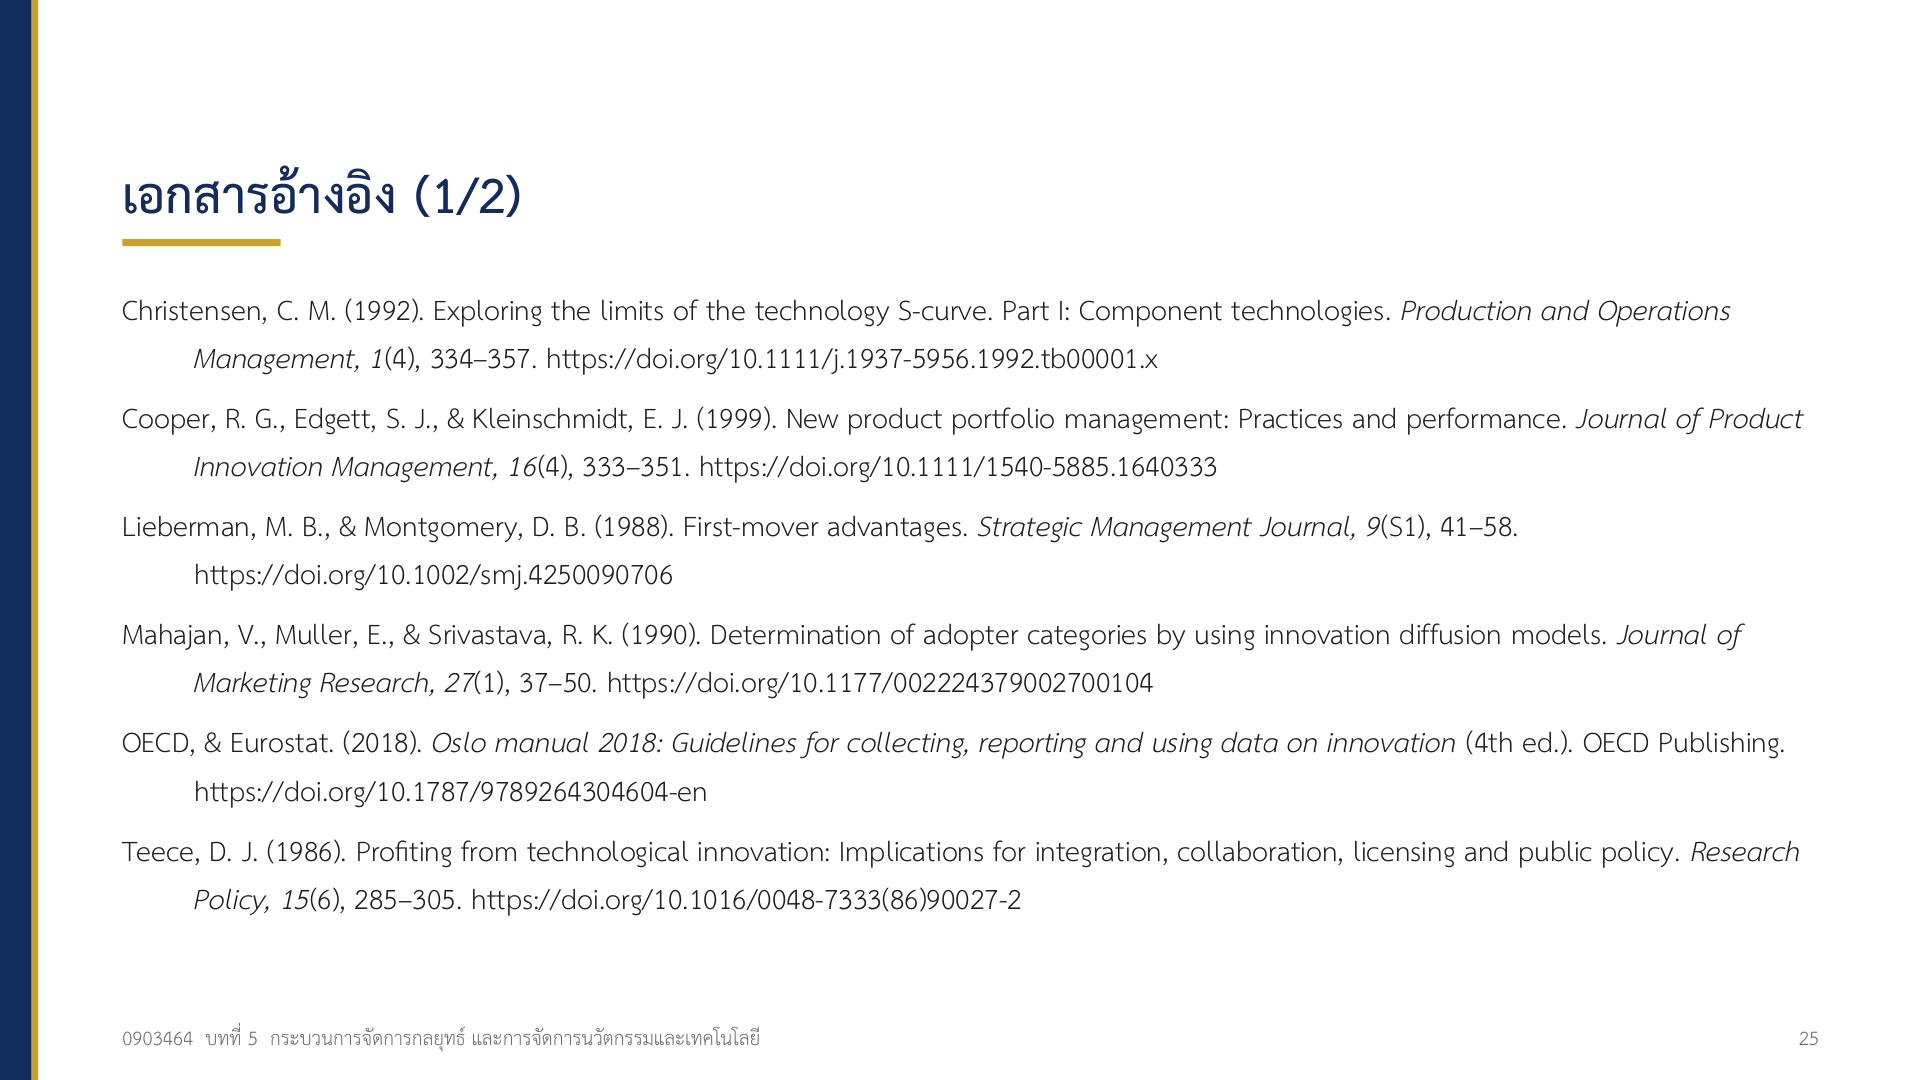 เอกสารอ้างอิง (1/2)
Christensen, C. M. (1992). Exploring the limits of the technology S-curve. Part I: Component technologies. Production and Operations
Management, 1(4), 334–357. https://doi.org/10.1111/j.1937-5956.1992.tb00001.x
Cooper, R. G., Edgett, S. J., & Kleinschmidt, E. J. (1999). New product portfolio management: Practices and performance. Journal of Product
Innovation Management, 16(4), 333–351. https://doi.org/10.1111/1540-5885.1640333
Lieberman, M. B., & Montgomery, D. B. (1988). First-mover advantages. Strategic Management Journal, 9(S1), 41–58.
https://doi.org/10.1002/smj.4250090706
Mahajan, V., Muller, E., & Srivastava, R. K. (1990). Determination of adopter categories by using innovation diffusion models. Journal of
Marketing Research, 27(1), 37–50. https://doi.org/10.1177/002224379002700104
OECD, & Eurostat. (2018). Oslo manual 2018: Guidelines for collecting, reporting and using data on innovation (4th ed.). OECD Publishing.
https://doi.org/10.1787/9789264304604-en
Teece, D. J. (1986). Profiting from technological innovation: Implications for integration, collaboration, licensing and public policy. Research
Policy, 15(6), 285–305. https://doi.org/10.1016/0048-7333(86)90027-2
0903464 บทที่ 5 กระบวนการจัดการกลยุทธ์ และการจัดการนวัตกรรมและเทคโนโลยี
25